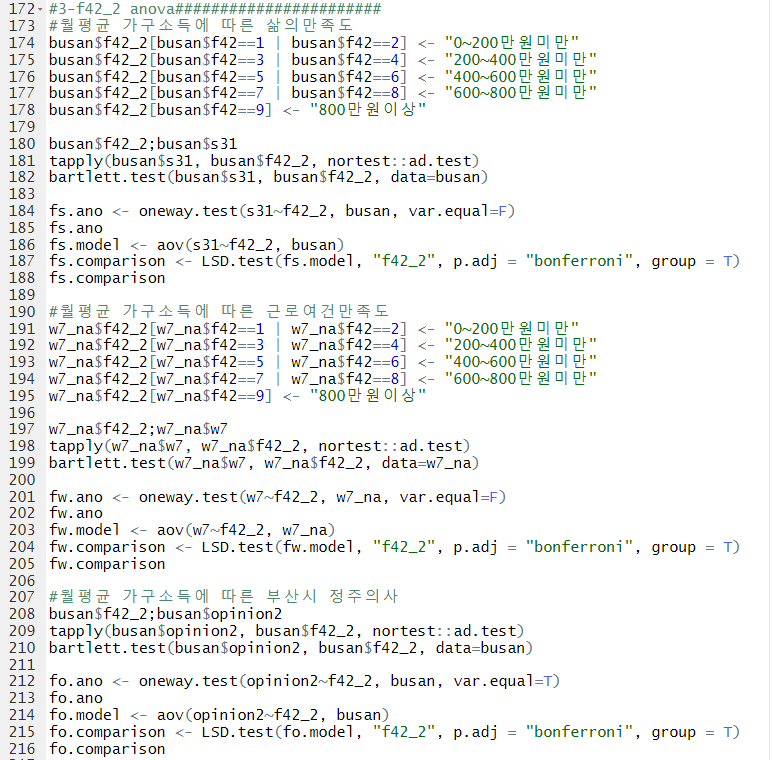 172 #3-f42_2 anova#######################
173 #월평균 가구소득에 따른 삶의만족도
174 busan$f42_2[busan$f42==1 | busan$f42==2] <- "0~200만원미만"
175 busan$f42_2[busan$f42==3 | busan$f42==4] <- "200~400만원미만"
176 busan$f42_2[busan$f42==5 | busan$f42==6] <- "400~600만원미만"
177 busan$f42_2[busan$f42==7 | busan$f42==8] <- "600~800만원미만"
178 busan$f42_2[busan$f42==9] <- "800만원이상"
179
180 busan$f42_2;busan$s31
181 tapply(busan$s31, busan$f42_2, nortest::ad.test)
182 bartlett.test(busan$s31, busan$f42_2, data=busan)
183
184 fs.ano <- oneway.test(s31~f42_2, busan, var.equal=F)
185 fs.ano
186 fs.model <- aov(s31~f42_2, busan)
187 fs.comparison <- LSD.test(fs.model, "f42_2", p.adj = "bonferroni", group = T)
188 fs.comparison
189
190 #월평균 가구소득에 따른 근로여건만족도
191 w7_na$f42_2[w7_na$f42==1 | w7_na$f42==2] <- "0~200만원미만"
192 w7_na$f42_2[w7_na$f42==3 | w7_na$f42==4] <- "200~400만원미만"
193 w7_na$f42_2[w7_na$f42==5 | w7_na$f42==6] <- "400~600만원미만"
194 w7_na$f42_2[w7_na$f42==7 | w7_na$f42==8] <- "600~800만원미만"
195 w7_na$f42_2[w7_na$f42==9] <- "800만원이상"
196
197 w7_na$f42_2;w7_na$w7
198 tapply(w7_na$w7, w7_na$f42_2, nortest::ad.test)
199 bartlett.test(w7_na$w7, w7_na$f42_2, data=w7_na)
200
201 fw.ano <- oneway.test(w7~f42_2, w7_na, var.equal=F)
202 fw.ano
203 fw.model <- aov(w7~f42_2, w7_na)
204 fw.comparison <- LSD.test(fw.model, "f42_2", p.adj = "bonferroni", group = T)
205 fw.comparison
206
207 #월평균 가구소득에 따른 부산시 정주의사
208 busan$f42_2;busan$opinion2
209 tapply(busan$opinion2, busan$f42_2, nortest::ad.test)
210 bartlett.test(busan$opinion2, busan$f42_2, data=busan)
211
212 fo.ano <- oneway.test(opinion2~f42_2, busan, var.equal=T)
213 fo.ano
214 fo.model <- aov(opinion2~f42_2, busan)
215 fo.comparison <- LSD.test(fo.model, "f42_2", p.adj = "bonferroni", group = T)
216 fo.comparison